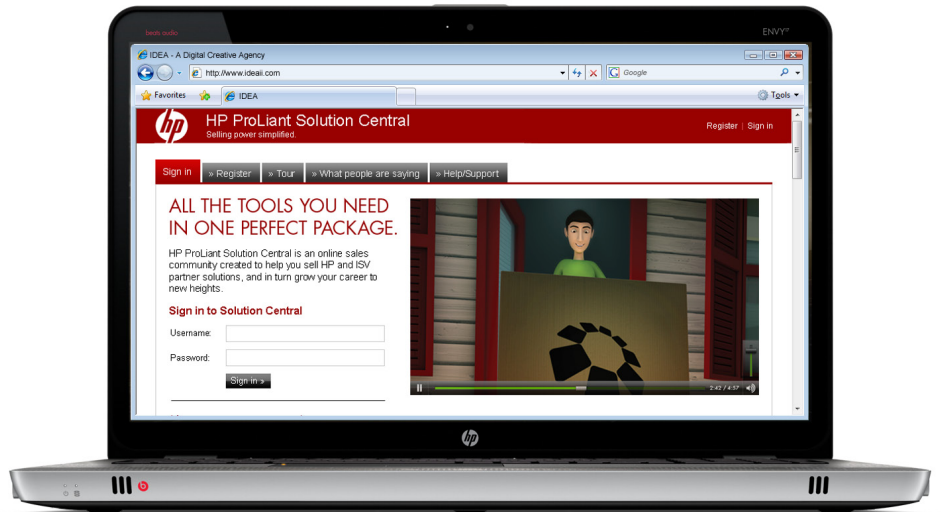 beats audio
ENVY17
IDEA - A Digital Creative Agency
http://www.ideaii.com
Google
Favorites
IDEA
Tools
hp
HP ProLiant Solution Central
Selling power simplified.
Register | Sign in
Sign in
» Register
» Tour
» What people are saying
» Help/Support
ALL THE TOOLS YOU NEED
IN ONE PERFECT PACKAGE.
HP ProLiant Solution Central is an online sales
community created to help you sell HP and ISV
partner solutions, and in turn grow your career to
new heights.
Sign in to Solution Central
Username:
Password:
Sign in »
2:42 / 4:37
hp
b